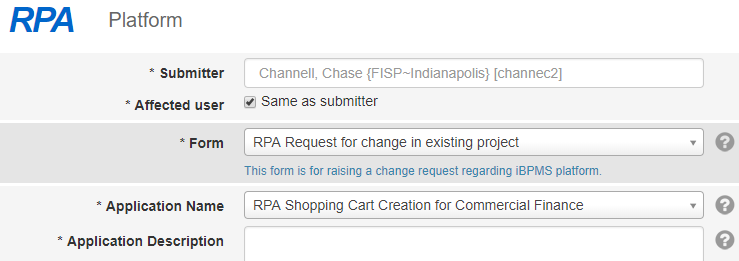 RPA Platform
* Submitter Channell, Chase {FISP~Indianapolis} [channec2]
* Affected user Same as submitter
* Form RPA Request for change in existing project ?
This form is for raising a change request regarding iBPMS platform.
* Application Name RPA Shopping Cart Creation for Commercial Finance ?
* Application Description ?